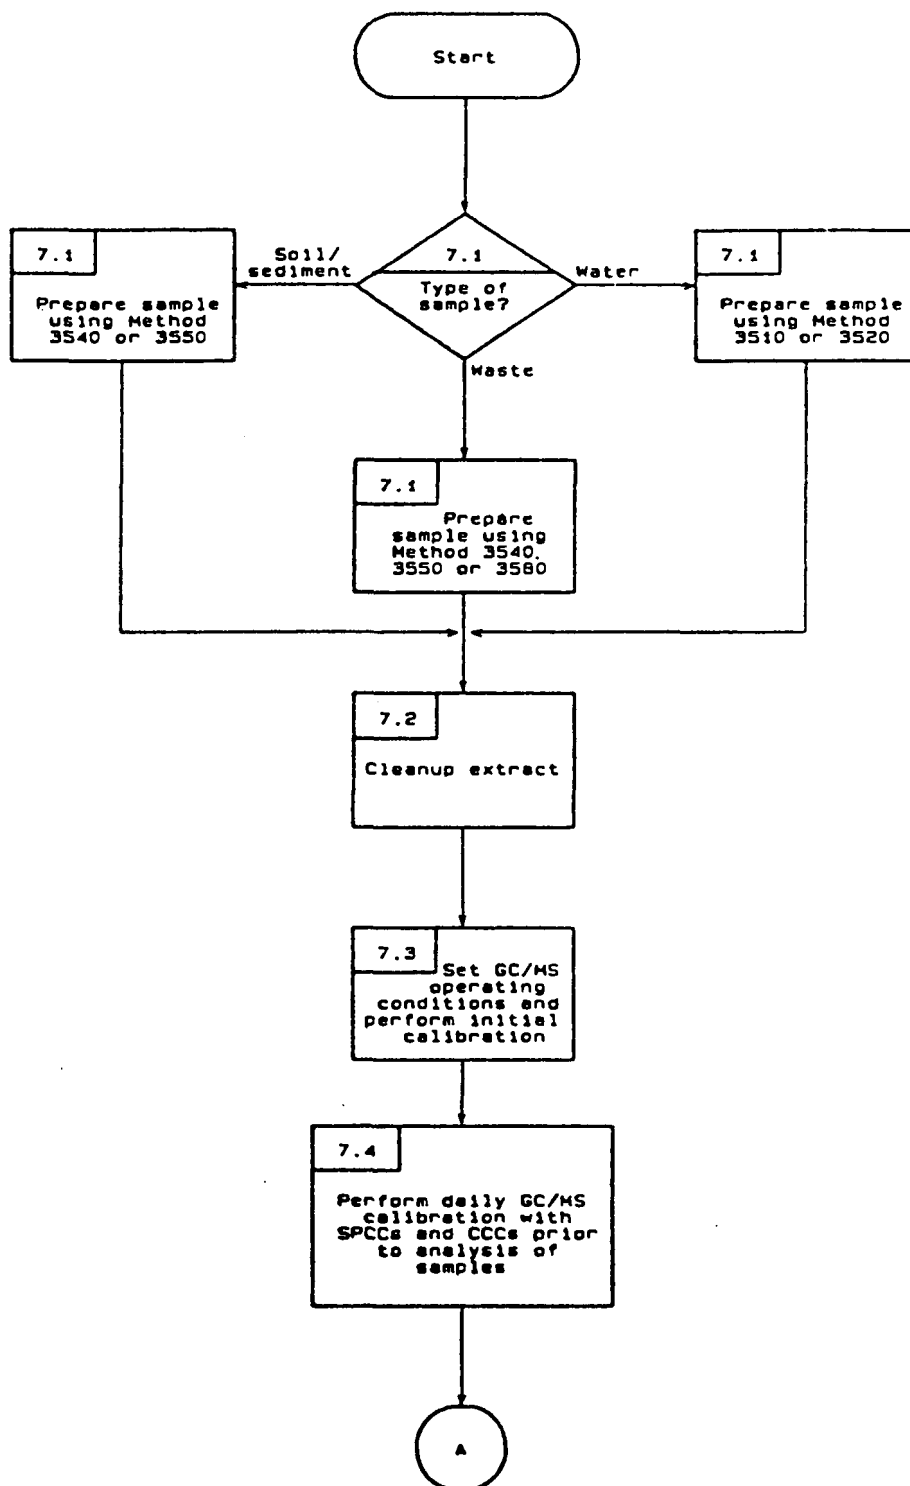 Start
7.1
Soil/
sediment
7.1
Type of
sample?
Water
7.1
Prepare sample
using Method
3540 or 3550
Prepare sample
using Method
3510 or 3520
Waste
7.1
Prepare
sample using
Method 3540,
3550 or 3580
7.2
Cleanup extract
7.3
Set GC/MS
operating
conditions and
perform initial
calibration
7.4
Perform daily GC/MS
calibration with
SPCCs and CCCs prior
to analysis of
samples
A